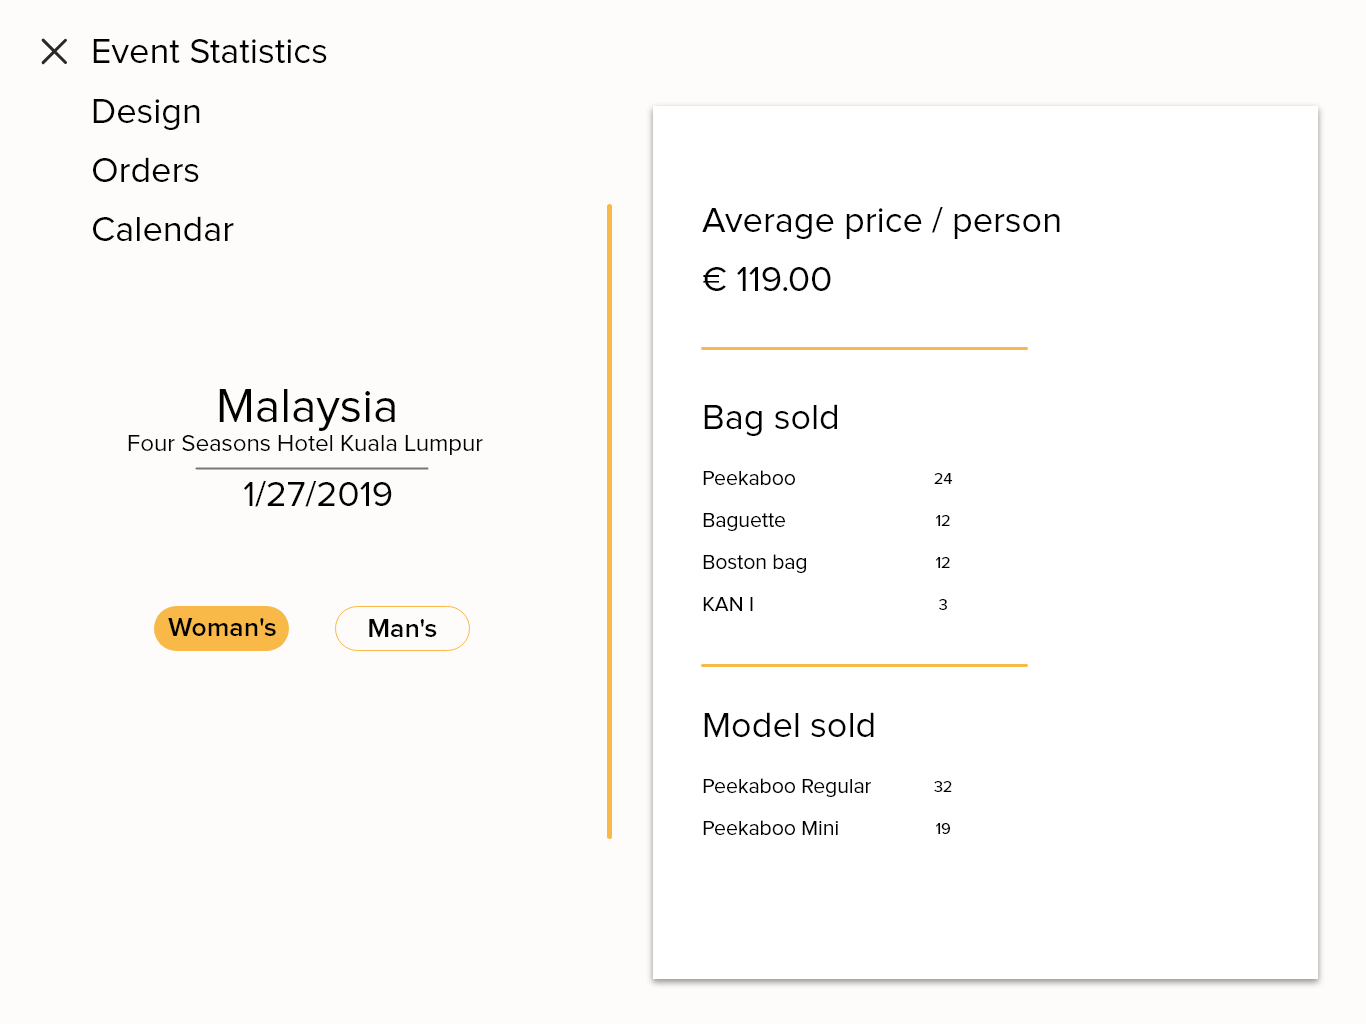 Event Statistics
Design
Orders
Calendar
Malaysia
Four Seasons Hotel Kuala Lumpur
1/27/2019
Woman's
Man's
Average price / person
€ 119.00
Bag sold
Peekaboo 24
Baguette 12
Boston bag 12
KAN I 3
Model sold
Peekaboo Regular 32
Peekaboo Mini 19